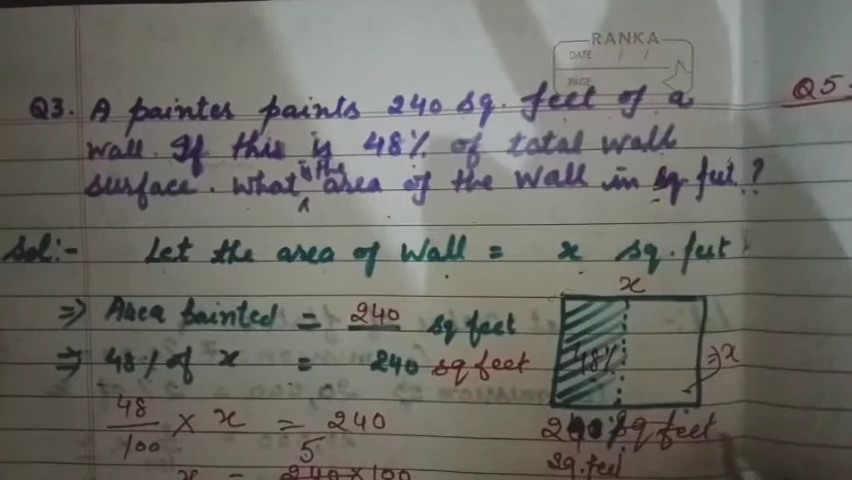 RANKA
DATE / /
PAGE
Q5.
Q3. A painter paints 240 sq. feet of a
wall. If this is 48% of total wall
surface. What is the area of the wall in sq. feet?
Sol:- Let the area of wall = x sq. feet
x
⇒ Area painted = 240 sq feet
⇒ 48% of x = 240 sq feet
48%
⇒ x
48/100 × x = 240
240 sq feet
sq. feet
5
x = 240×100